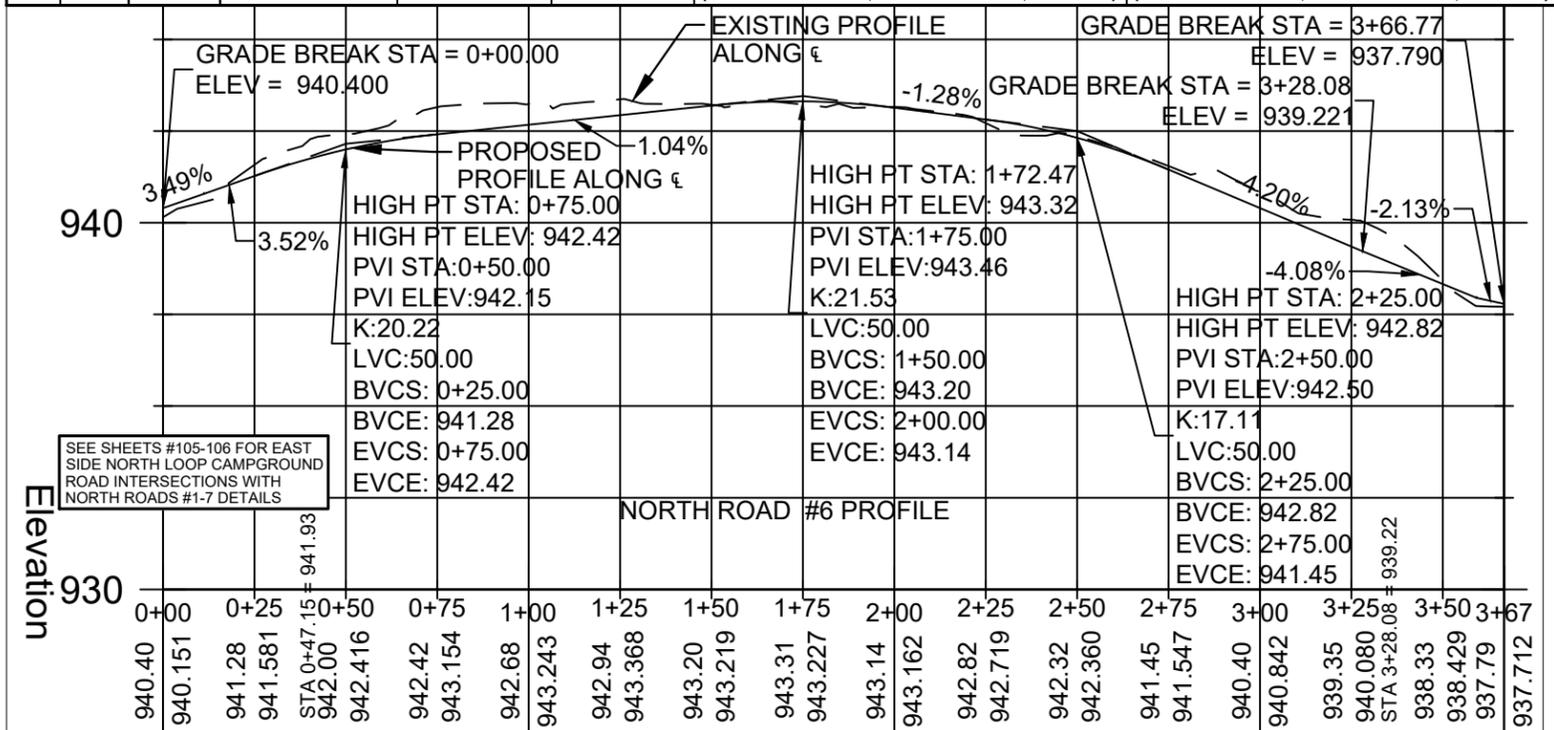 EXISTING PROFILE
ALONG ℄
GRADE BREAK STA = 0+00.00
ELEV = 940.400
GRADE BREAK STA = 3+66.77
ELEV = 937.790
GRADE BREAK STA = 3+28.08
ELEV = 939.221
-1.28%
3.49%
3.52%
1.04%
-4.20%
-2.13%
-4.08%
PROPOSED
PROFILE ALONG ℄
HIGH PT STA: 0+75.00
HIGH PT ELEV: 942.42
PVI STA:0+50.00
PVI ELEV:942.15
K:20.22
LVC:50.00
BVCS: 0+25.00
BVCE: 941.28
EVCS: 0+75.00
EVCE: 942.42
HIGH PT STA: 1+72.47
HIGH PT ELEV: 943.32
PVI STA:1+75.00
PVI ELEV:943.46
K:21.53
LVC:50.00
BVCS: 1+50.00
BVCE: 943.20
EVCS: 2+00.00
EVCE: 943.14
HIGH PT STA: 2+25.00
HIGH PT ELEV: 942.82
PVI STA:2+50.00
PVI ELEV:942.50
K:17.11
LVC:50.00
BVCS: 2+25.00
BVCE: 942.82
EVCS: 2+75.00
EVCE: 941.45
940
930
Elevation
SEE SHEETS #105-106 FOR EAST
SIDE NORTH LOOP CAMPGROUND
ROAD INTERSECTIONS WITH
NORTH ROADS #1-7 DETAILS
NORTH ROAD #6 PROFILE
0+00
0+25
0+50
0+75
1+00
1+25
1+50
1+75
2+00
2+25
2+50
2+75
3+00
3+25
3+50
3+67
940.40
940.151
941.28
941.581
STA 0+47.15 = 941.93
942.00
942.416
942.42
943.154
942.68
943.243
942.94
943.368
943.20
943.219
943.31
943.227
943.14
943.162
942.82
942.719
942.32
942.360
941.45
941.547
940.40
940.842
939.35
940.080
STA 3+28.08 = 939.22
938.33
938.429
937.79
937.712